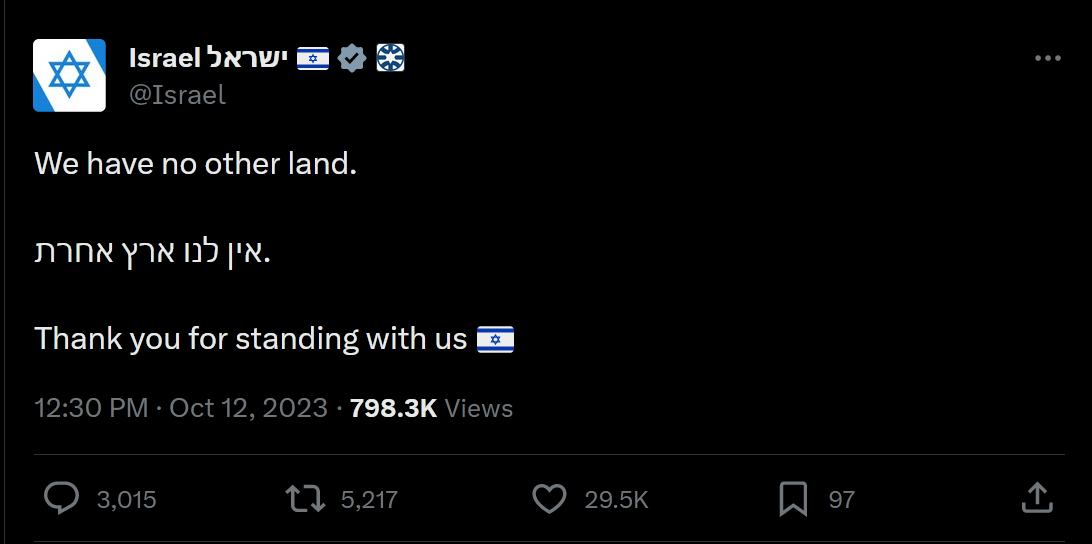 Israel ישראל 🇮🇱
@Israel
We have no other land.
אין לנו ארץ אחרת.
Thank you for standing with us 🇮🇱
12:30 PM · Oct 12, 2023 · 798.3K Views
3,015 5,217 29.5K 97